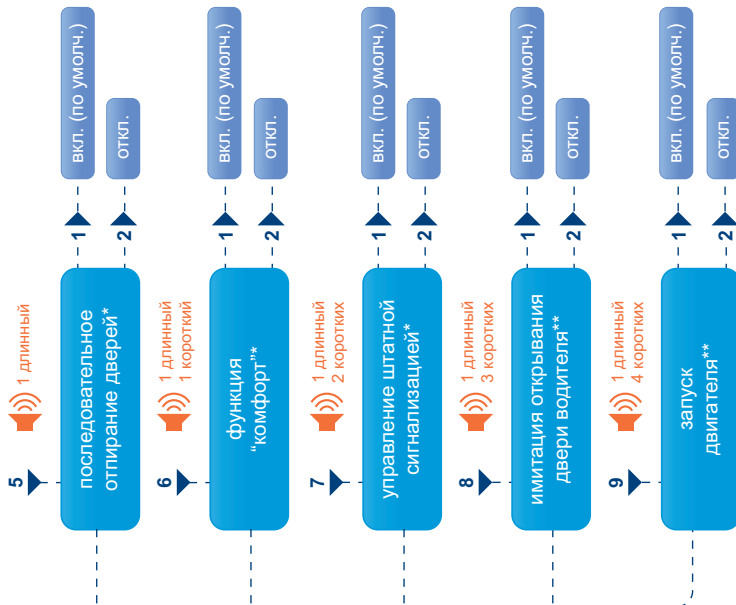 5
1 длинный
последовательное
отпирание дверей*
1
вкл. (по умолч.)
2
откл.
6
1 длинный
1 короткий
функция
“комфорт”*
1
вкл. (по умолч.)
2
откл.
7
1 длинный
2 коротких
управление штатной
сигнализацией*
1
вкл. (по умолч.)
2
откл.
8
1 длинный
3 коротких
имитация открывания
двери водителя**
1
вкл. (по умолч.)
2
откл.
9
1 длинный
4 коротких
запуск
двигателя**
1
вкл. (по умолч.)
2
откл.